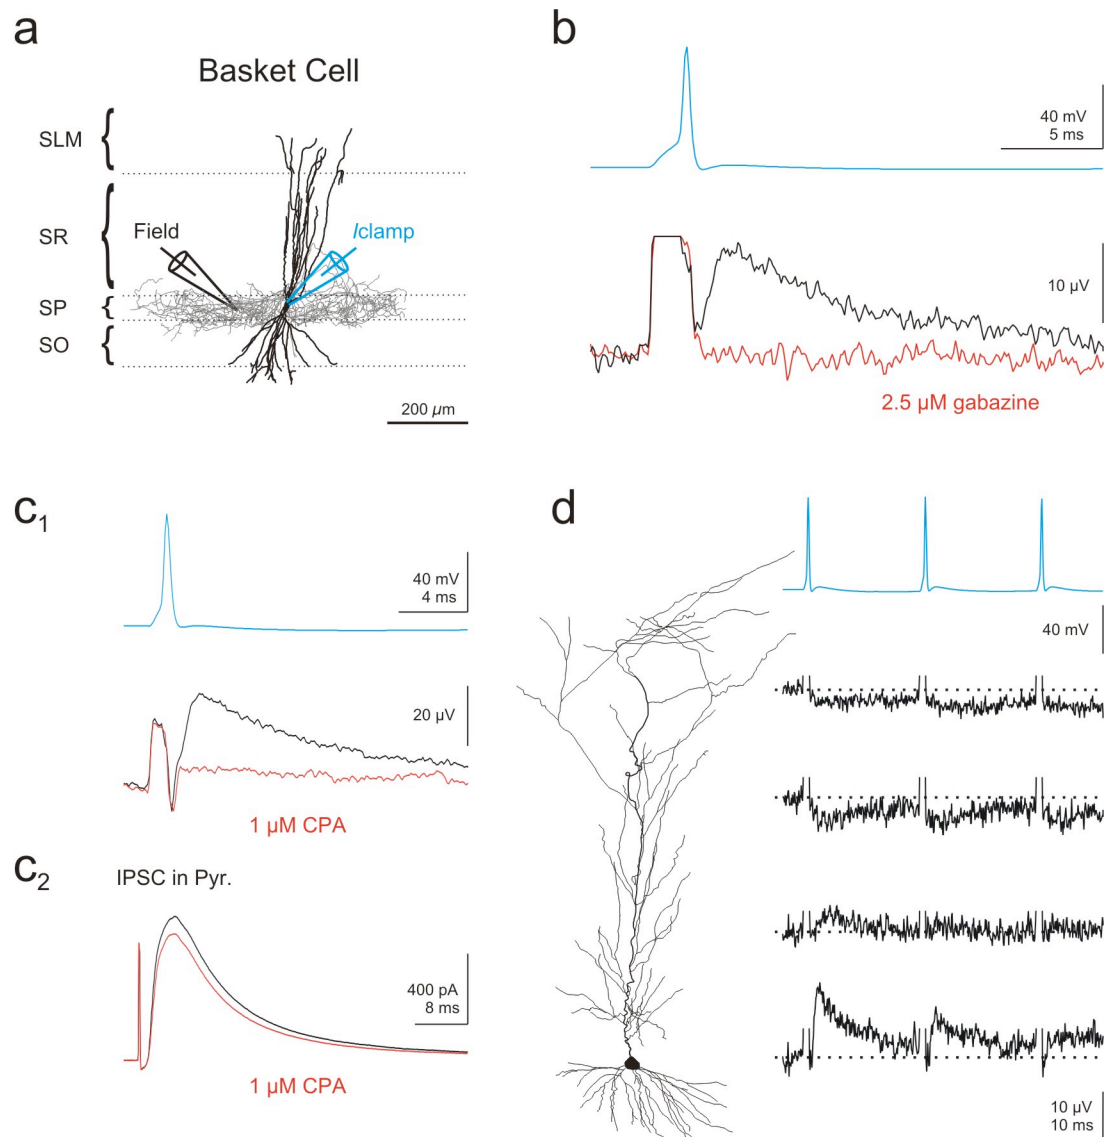 a
Basket Cell
SLM
SR
SP
SO
Field
Iclamp
200 µm
b
40 mV
5 ms
10 µV
2.5 µM gabazine
c1
40 mV
4 ms
20 µV
1 µM CPA
c2
IPSC in Pyr.
400 pA
8 ms
1 µM CPA
d
40 mV
10 µV
10 ms